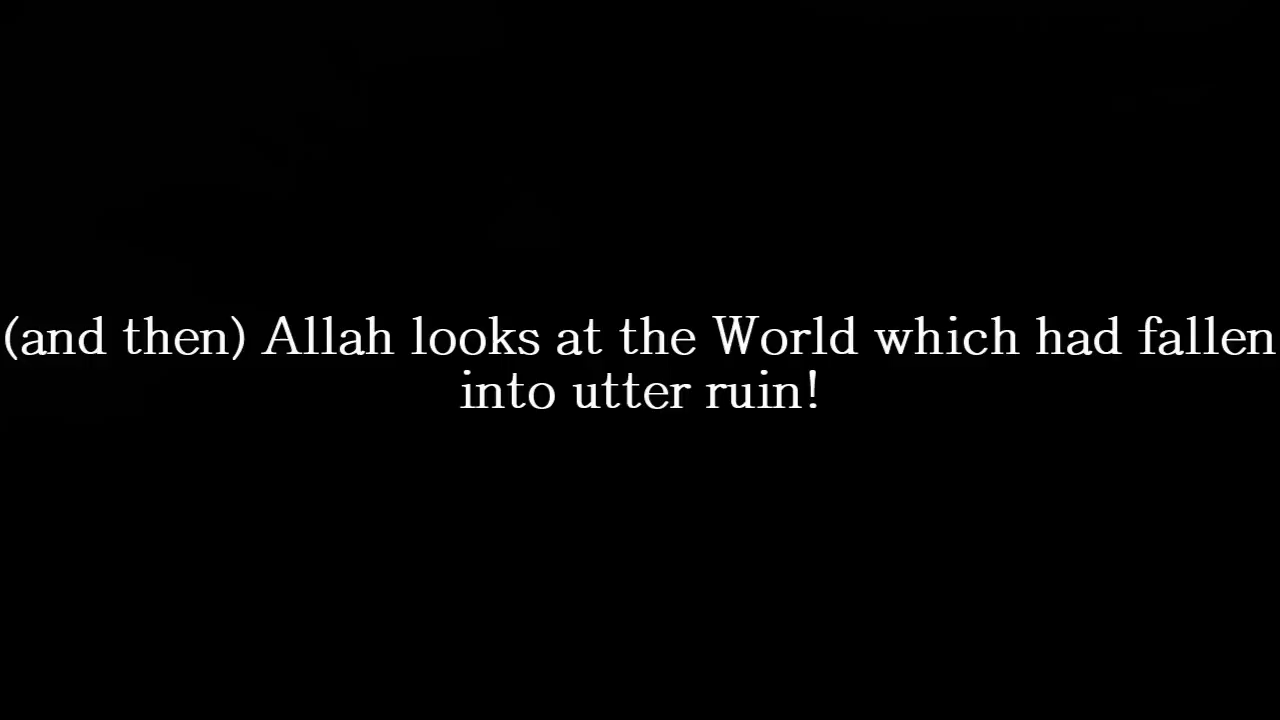 (and then) Allah looks at the World which had fallen
into utter ruin!